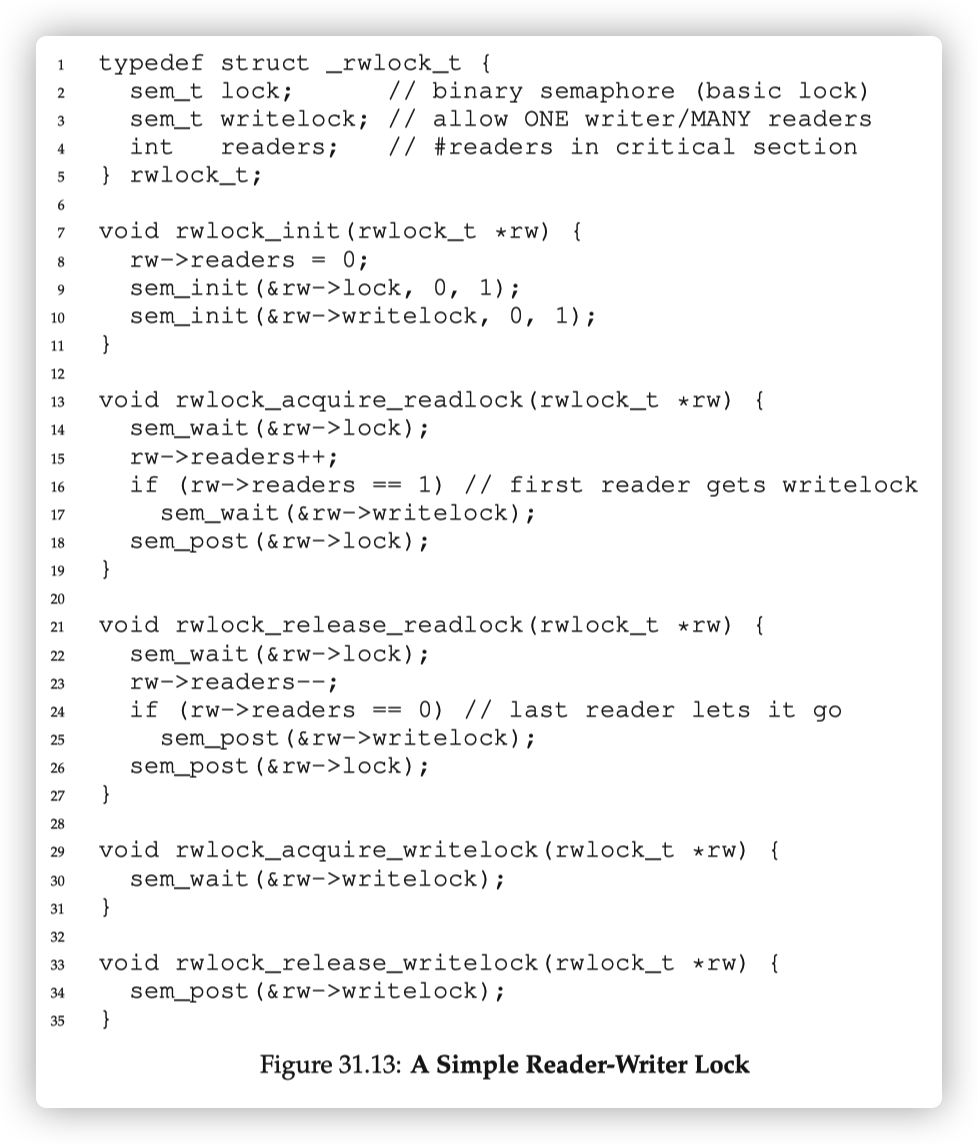 1 typedef struct _rwlock_t {
2   sem_t lock;      // binary semaphore (basic lock)
3   sem_t writelock; // allow ONE writer/MANY readers
4   int   readers;   // #readers in critical section
5 } rwlock_t;
6
7 void rwlock_init(rwlock_t *rw) {
8   rw->readers = 0;
9   sem_init(&rw->lock, 0, 1);
10   sem_init(&rw->writelock, 0, 1);
11 }
12
13 void rwlock_acquire_readlock(rwlock_t *rw) {
14   sem_wait(&rw->lock);
15   rw->readers++;
16   if (rw->readers == 1) // first reader gets writelock
17     sem_wait(&rw->writelock);
18   sem_post(&rw->lock);
19 }
20
21 void rwlock_release_readlock(rwlock_t *rw) {
22   sem_wait(&rw->lock);
23   rw->readers--;
24   if (rw->readers == 0) // last reader lets it go
25     sem_post(&rw->writelock);
26   sem_post(&rw->lock);
27 }
28
29 void rwlock_acquire_writelock(rwlock_t *rw) {
30   sem_wait(&rw->writelock);
31 }
32
33 void rwlock_release_writelock(rwlock_t *rw) {
34   sem_post(&rw->writelock);
35 }
Figure 31.13: A Simple Reader-Writer Lock